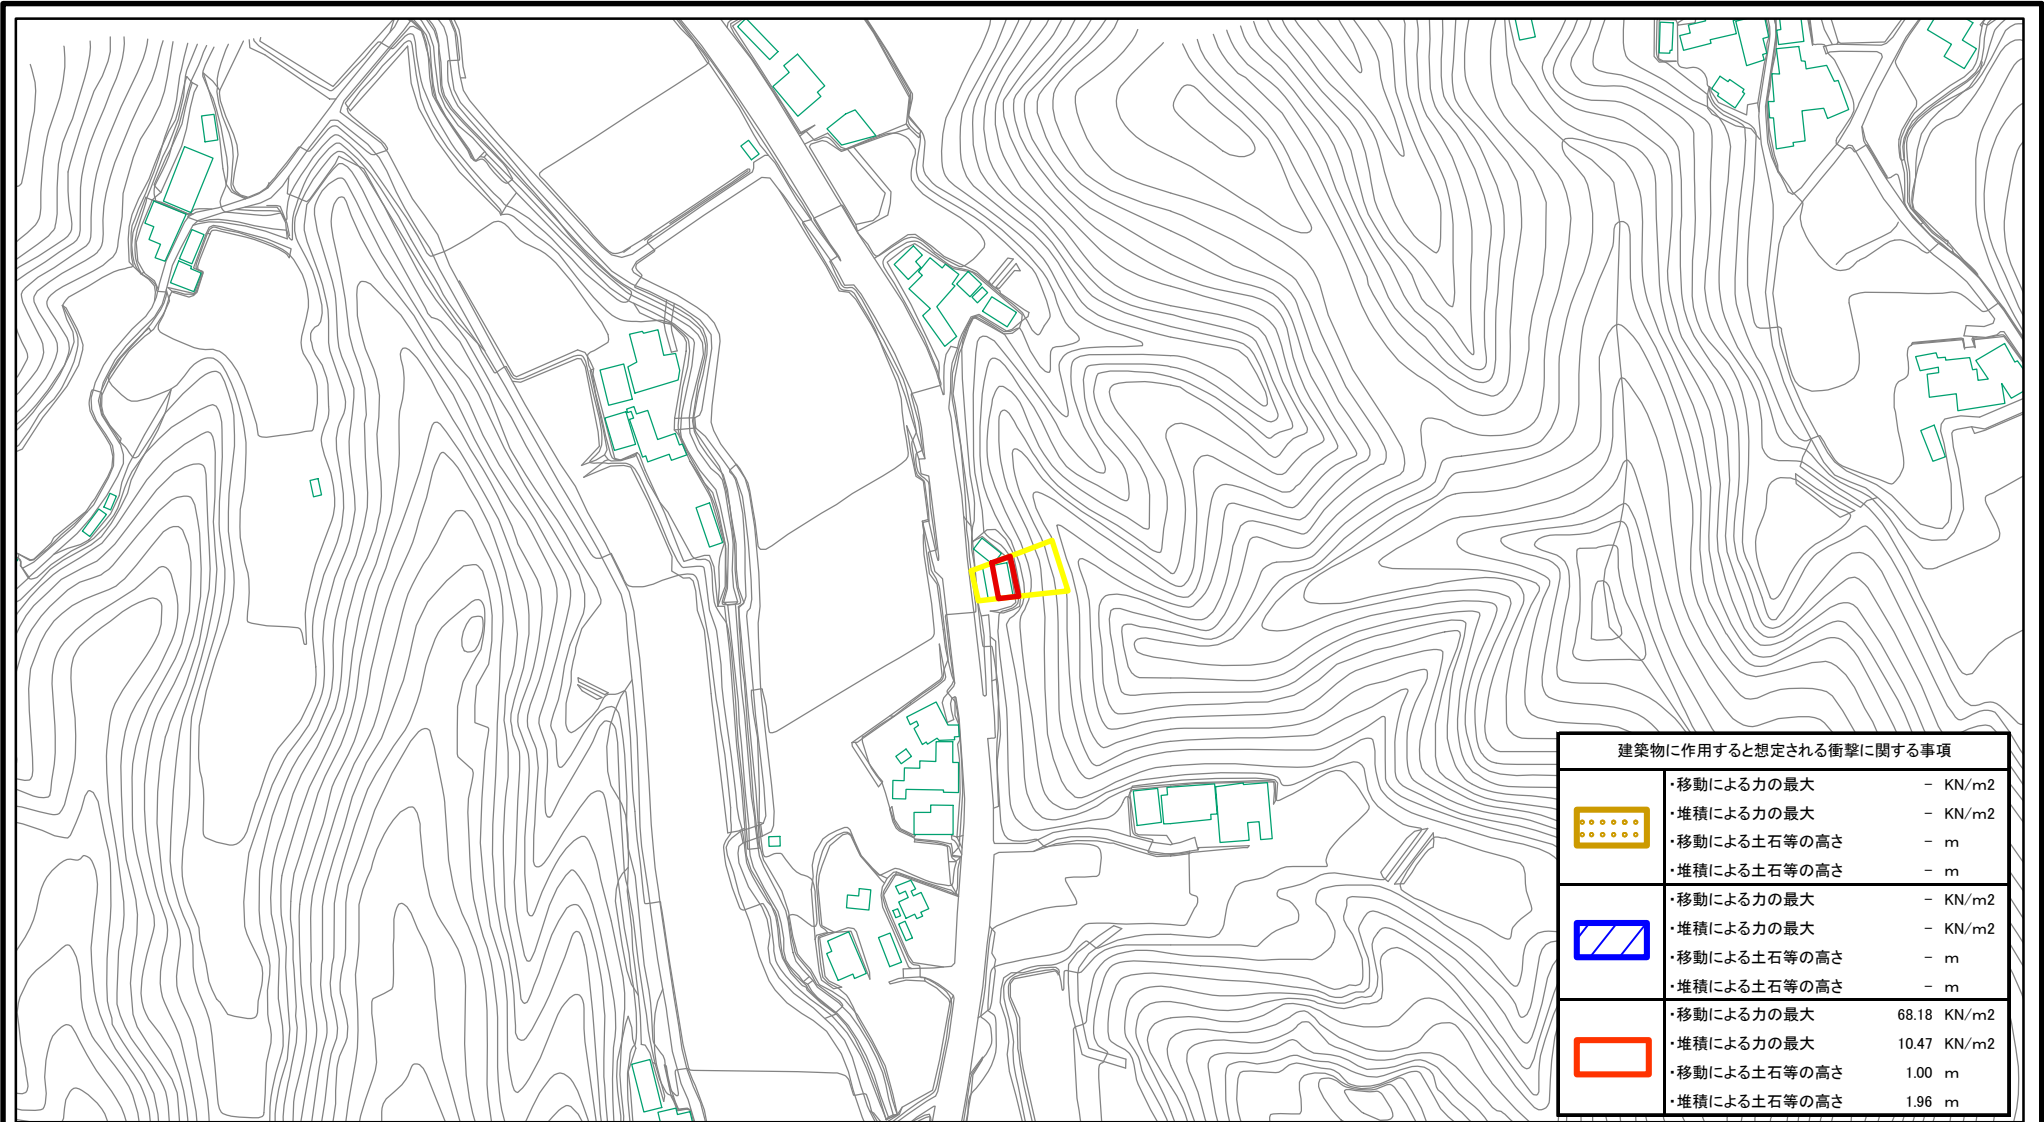 建築物に作用すると想定される衝撃に関する事項
・移動による力の最大 － KN/m2
・堆積による力の最大 － KN/m2
・移動による土石等の高さ － m
・堆積による土石等の高さ － m
・移動による力の最大 － KN/m2
・堆積による力の最大 － KN/m2
・移動による土石等の高さ － m
・堆積による土石等の高さ － m
・移動による力の最大 68.18 KN/m2
・堆積による力の最大 10.47 KN/m2
・移動による土石等の高さ 1.00 m
・堆積による土石等の高さ 1.96 m